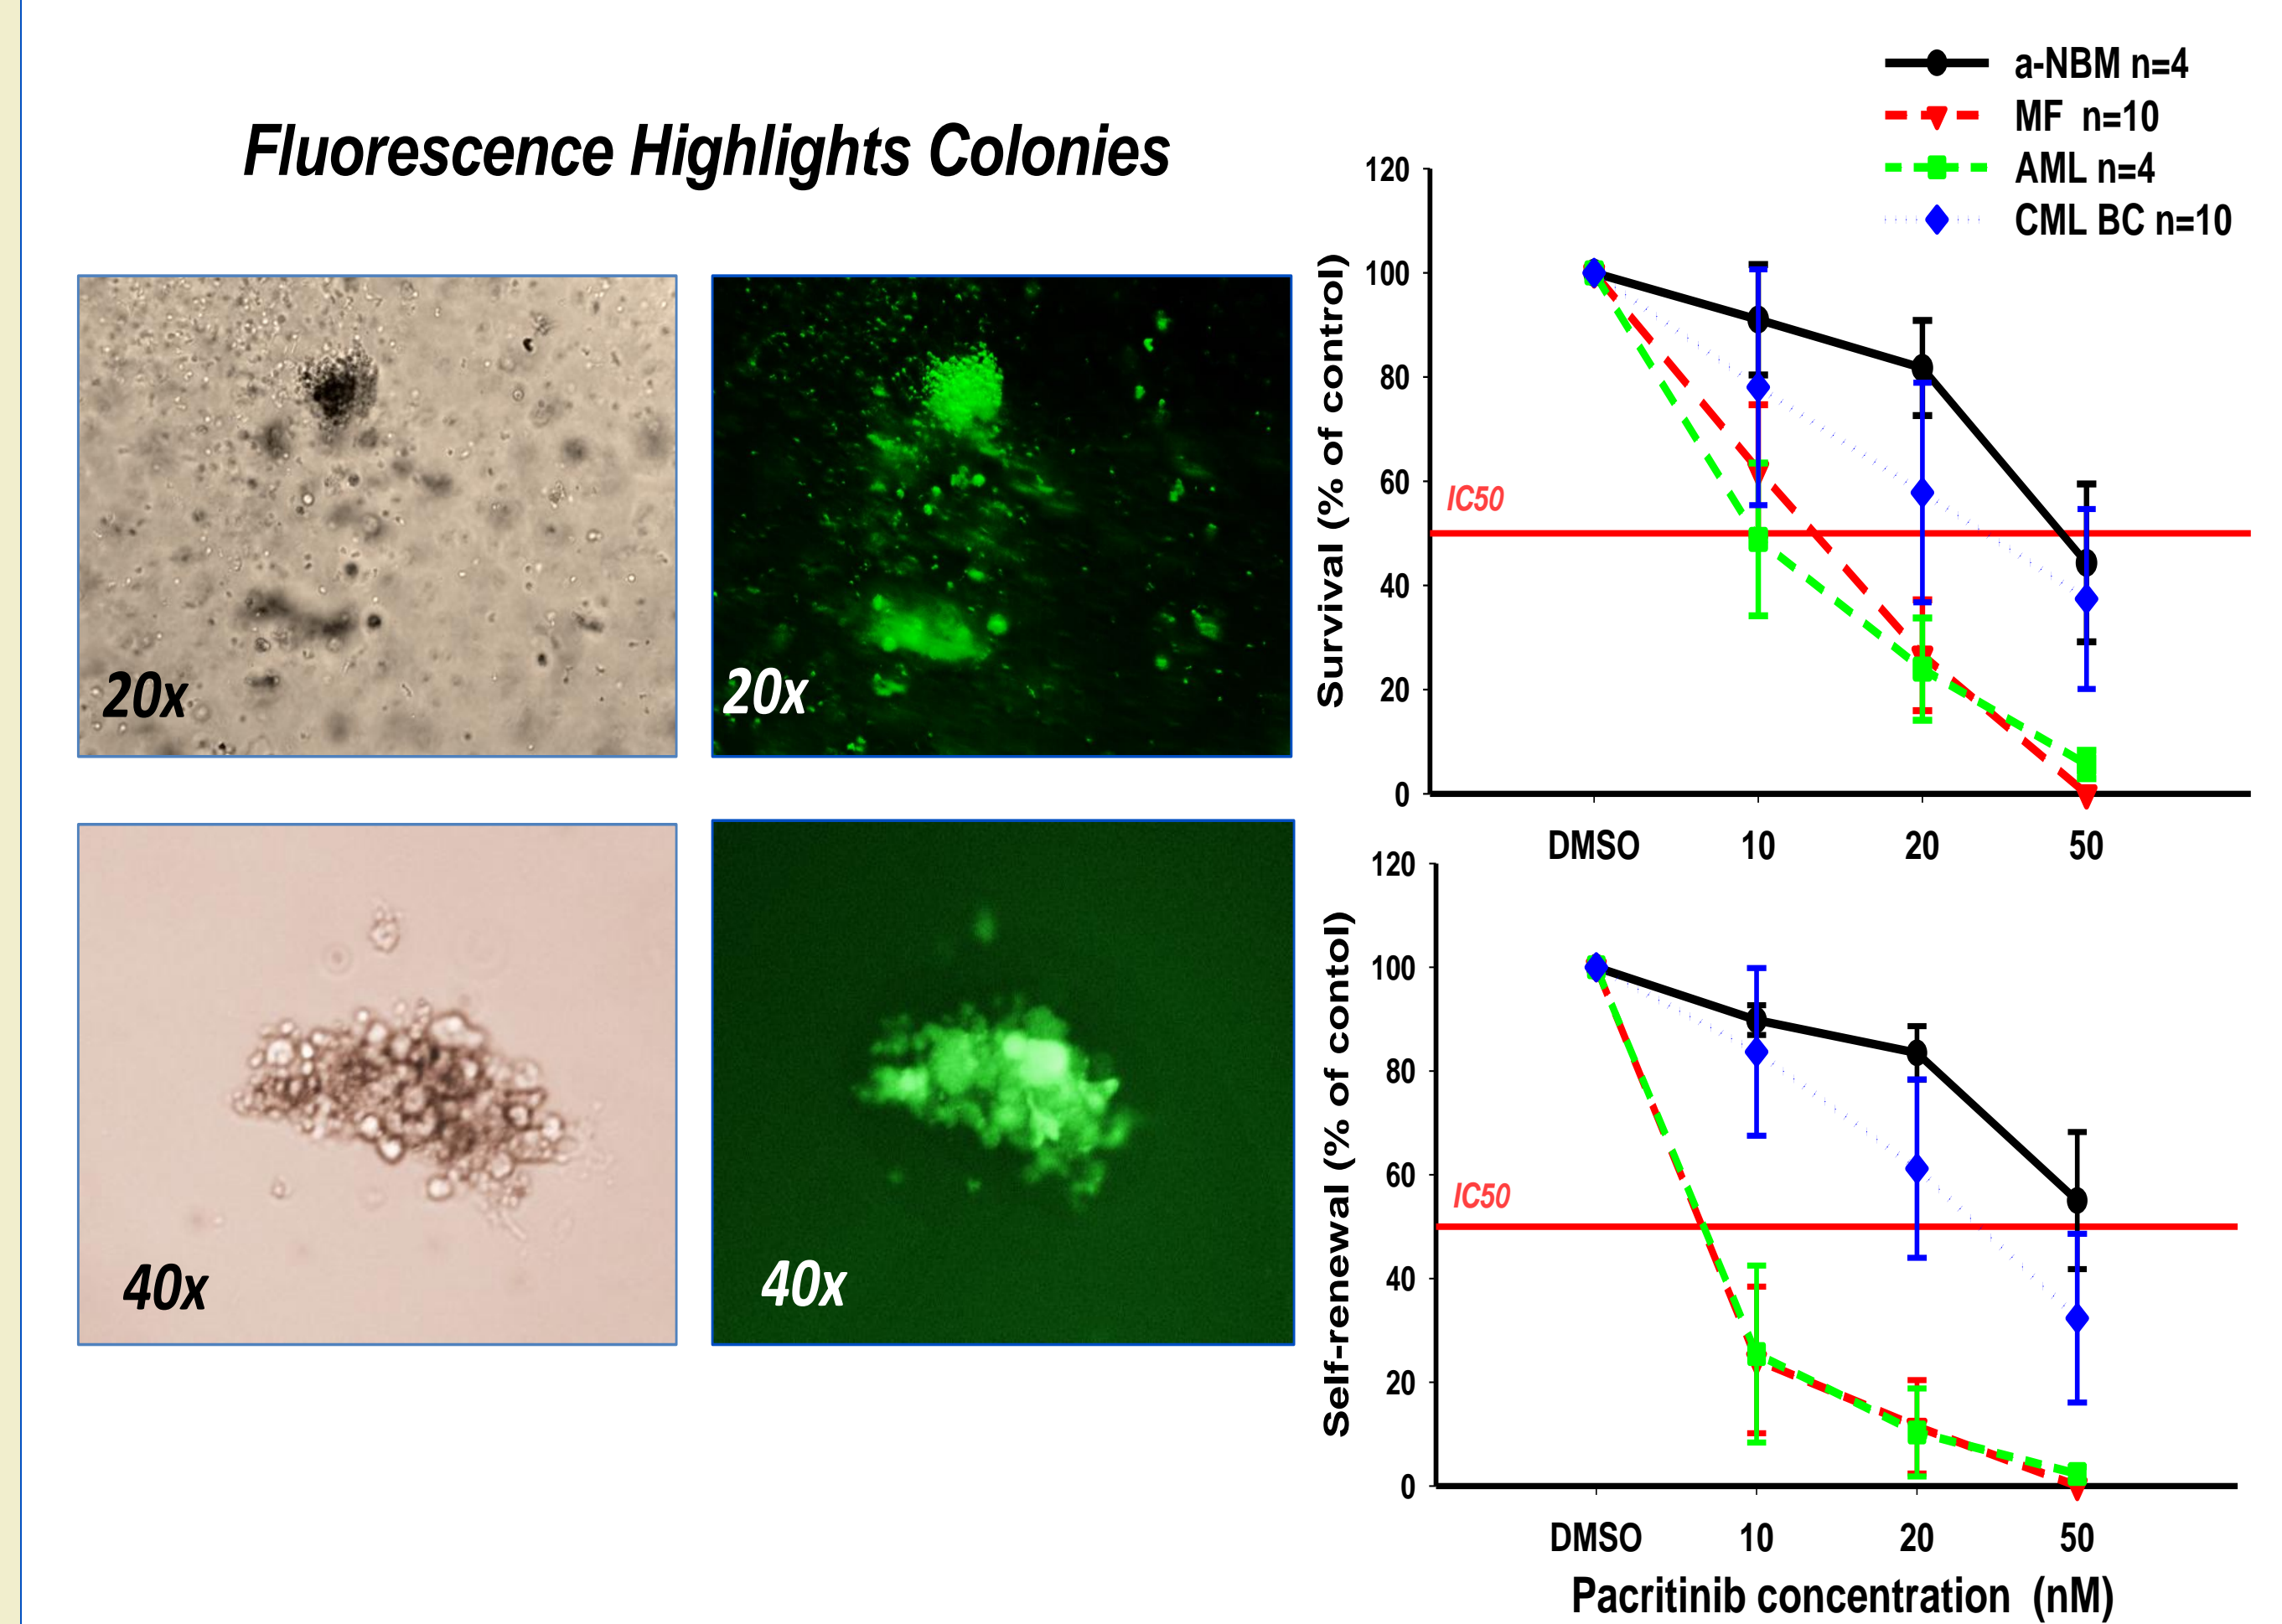 Fluorescence Highlights Colonies
20x
20x
40x
40x
a-NBM n=4
MF n=10
AML n=4
CML BC n=10
Survival (% of control)
120
100
80
60
40
20
0
IC50
DMSO 10 20 50
Self-renewal (% of contol)
120
100
80
60
40
20
0
IC50
DMSO 10 20 50
Pacritinib concentration (nM)